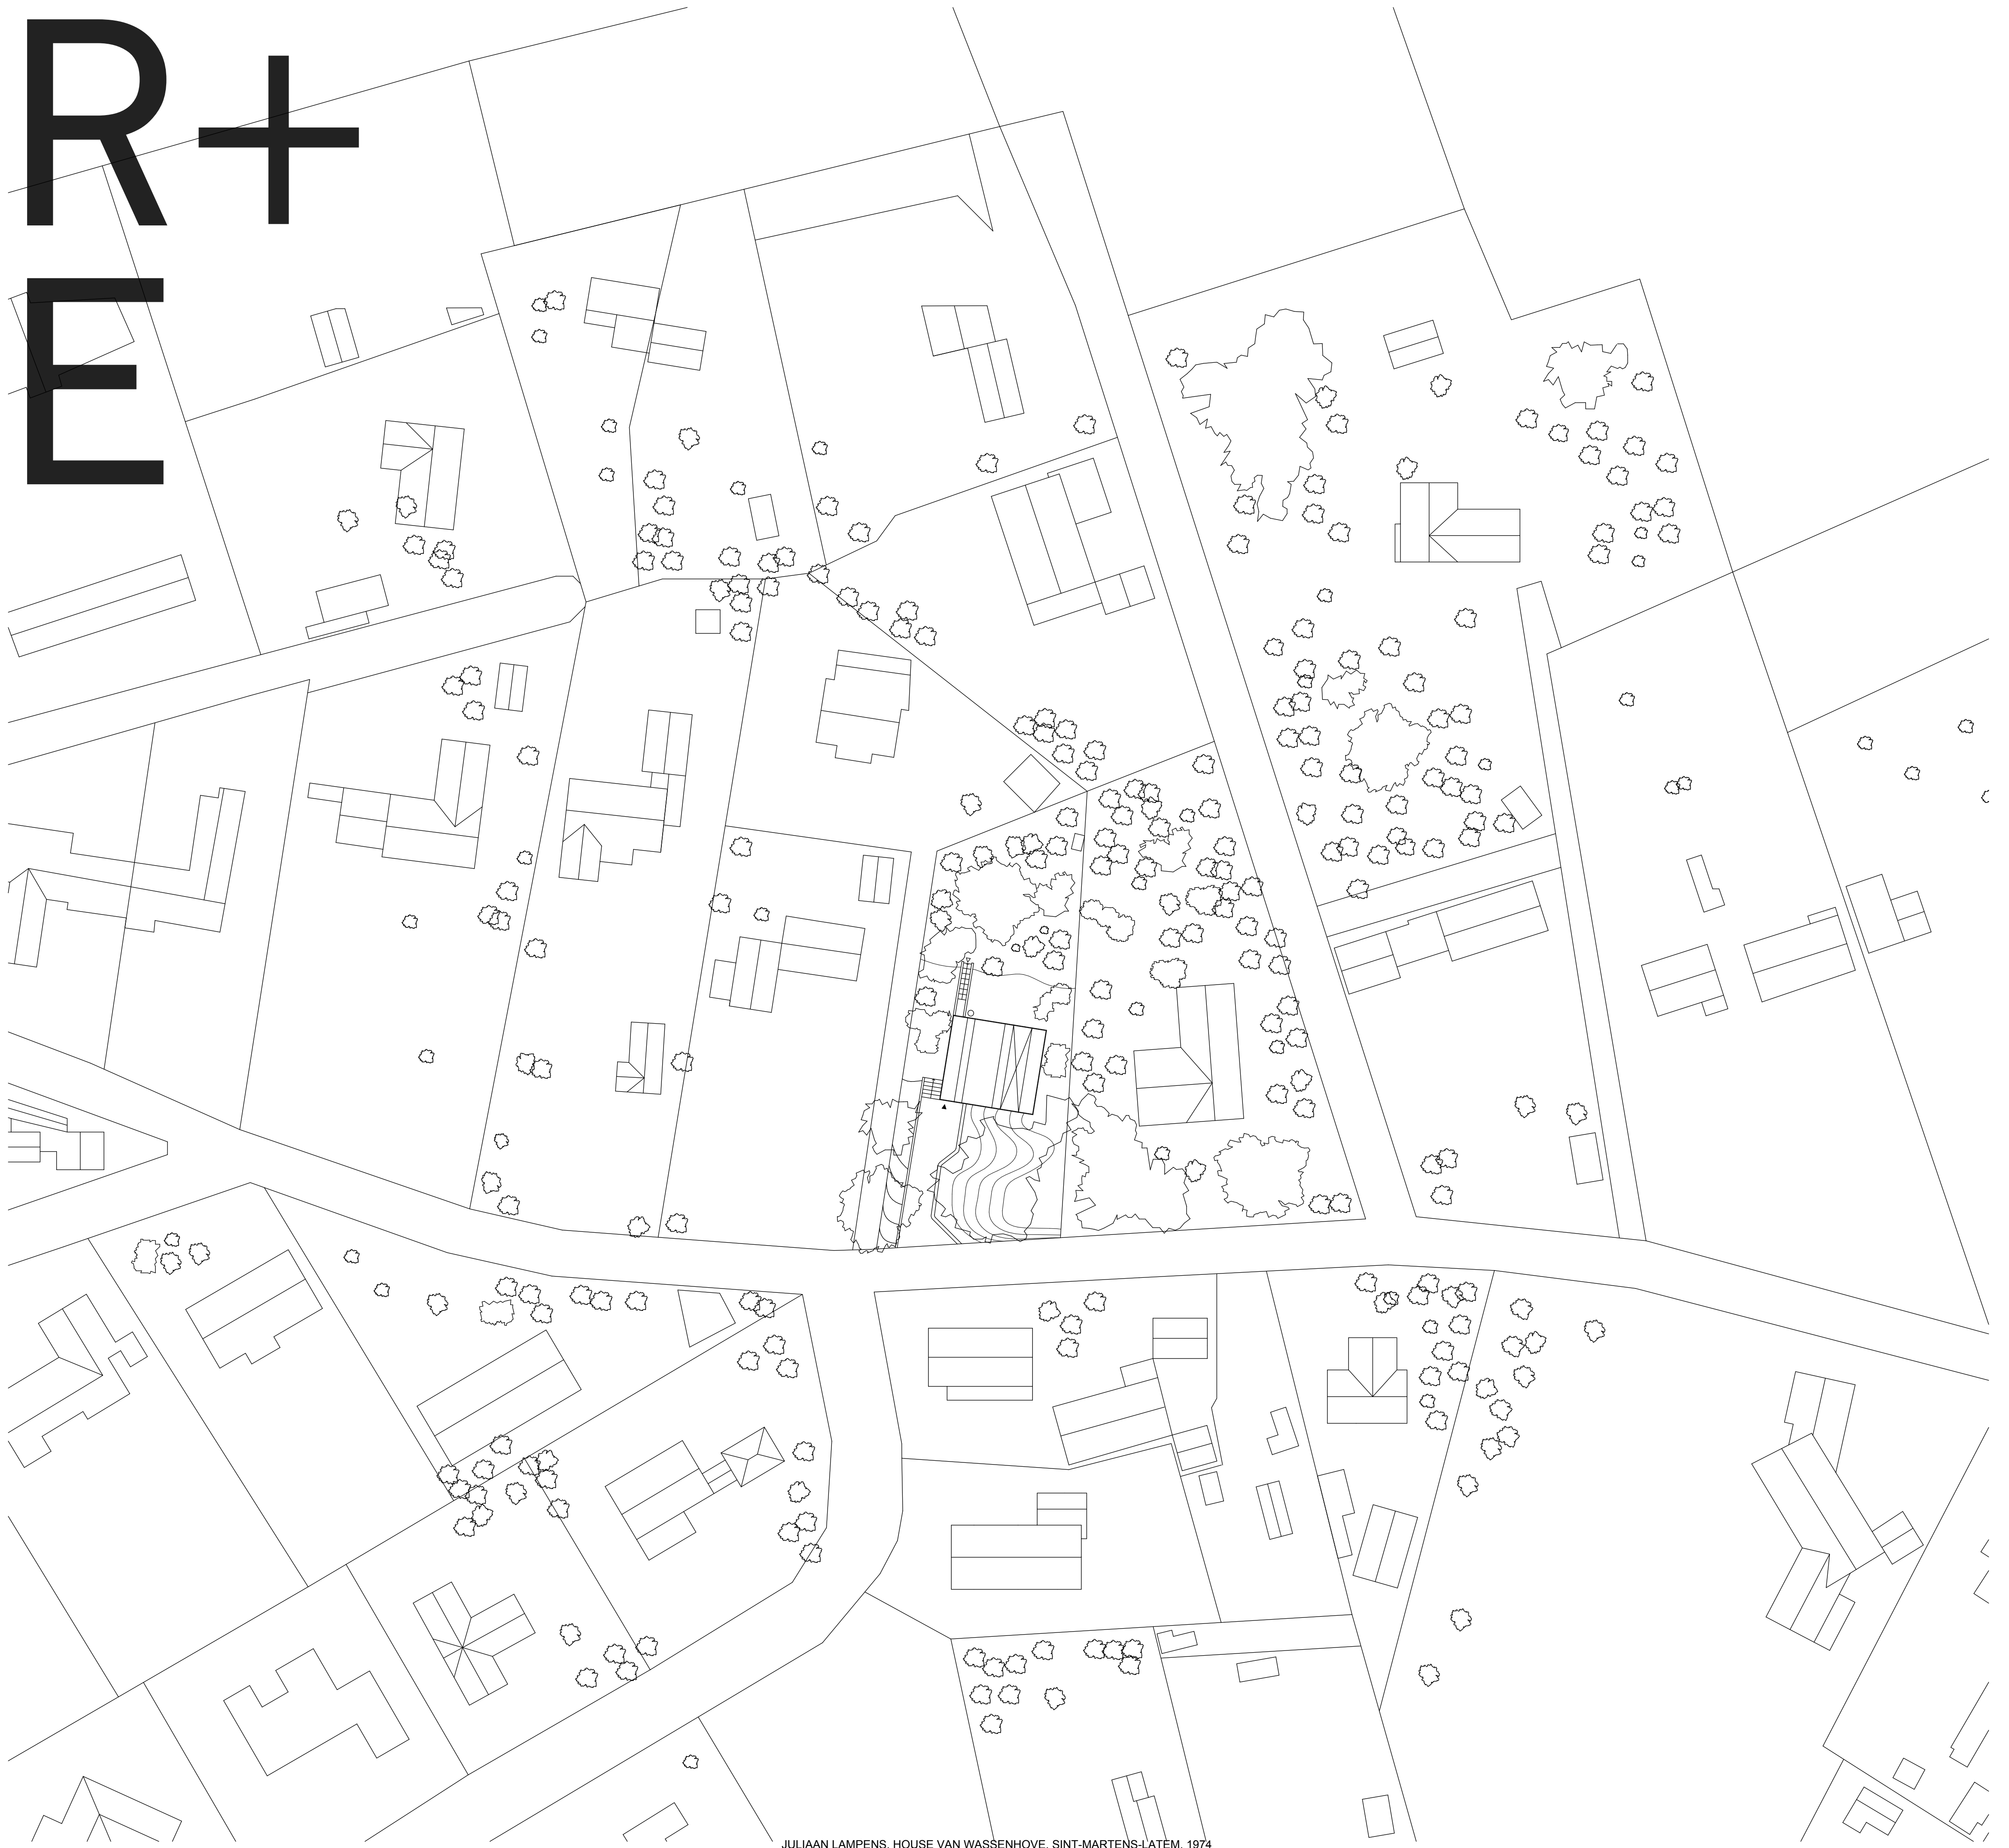 R+
E
JULIAAN LAMPENS, HOUSE VAN WASSENHOVE, SINT-MARTENS-LATEM, 1974